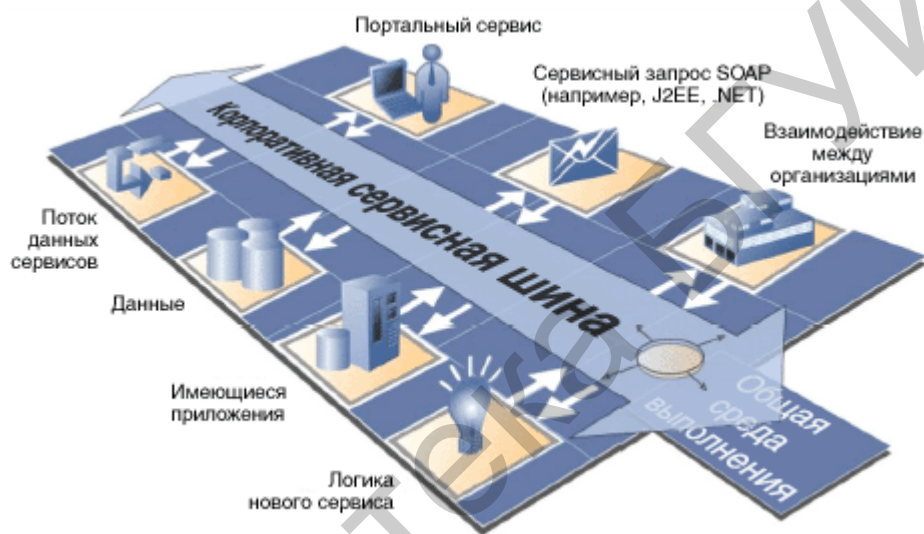 Портальный сервис
Сервисный запрос SOAP
(например, J2EE, .NET)
Взаимодействие
между
организациями
Корпоративная сервисная шина
Поток
данных
сервисов
Данные
Имеющиеся
приложения
Логика
нового сервиса
Общая
среда
выполнения